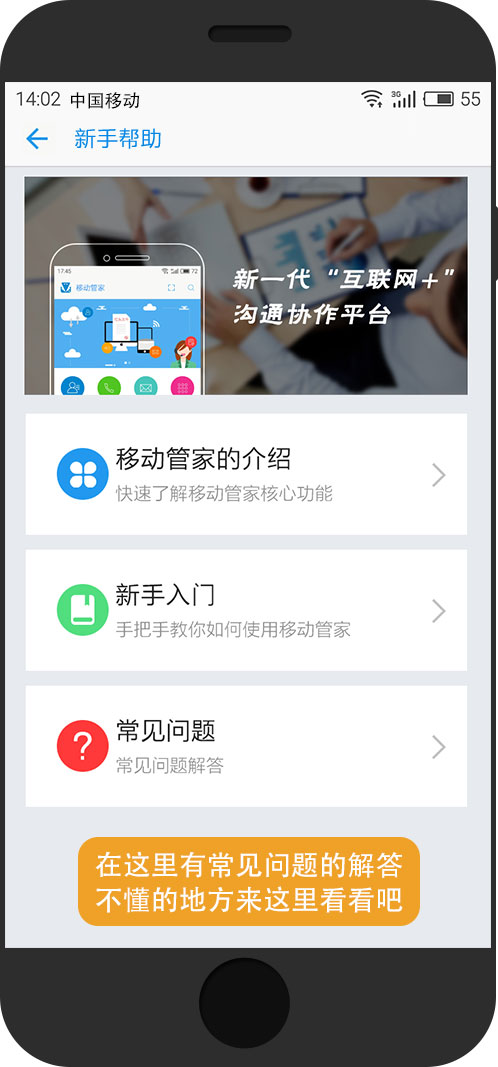 14:02 中国移动 3G 55
新手帮助
17:45 72
移动管家
新一代“互联网+”
沟通协作平台
移动管家的介绍
快速了解移动管家核心功能
新手入门
手把手教你如何使用移动管家
?
常见问题
常见问题解答
在这里有常见问题的解答
不懂的地方来这里看看吧